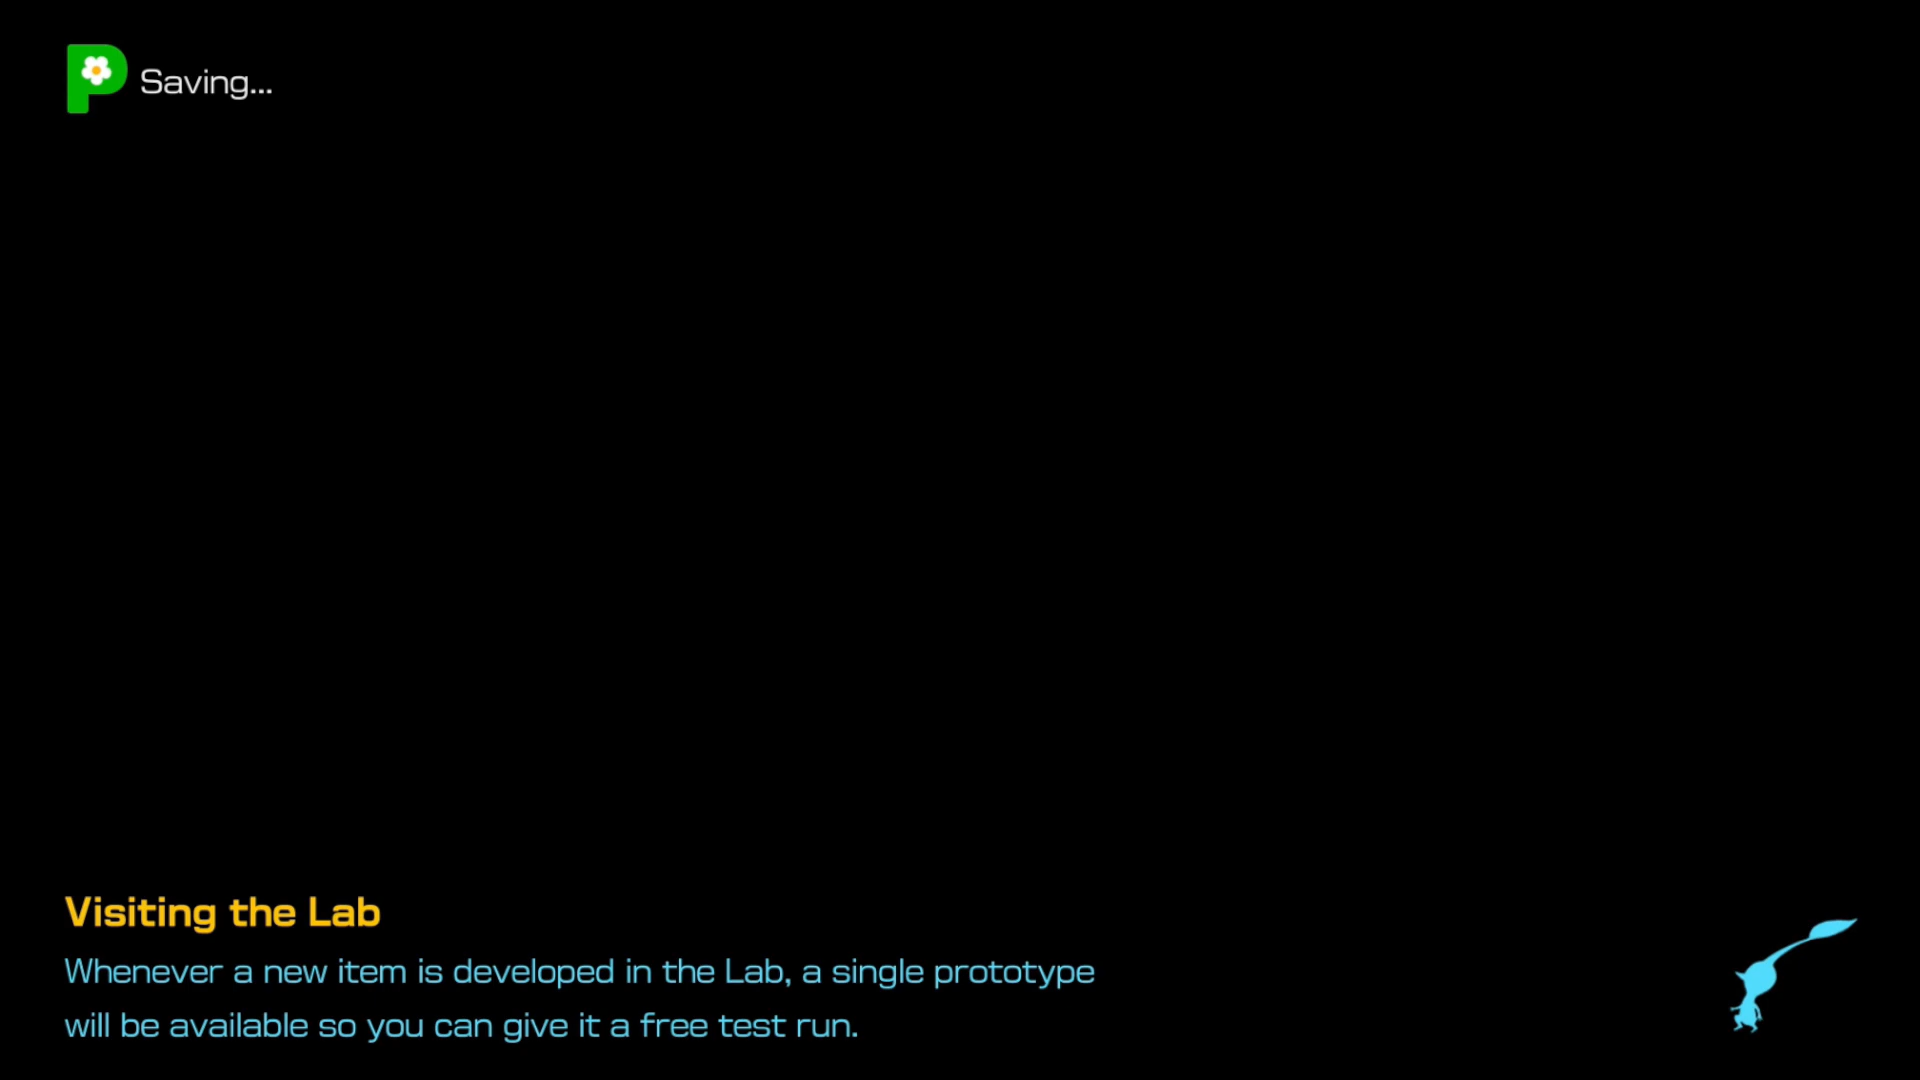 P Saving...
Visiting the Lab
Whenever a new item is developed in the Lab, a single prototype
will be available so you can give it a free test run.